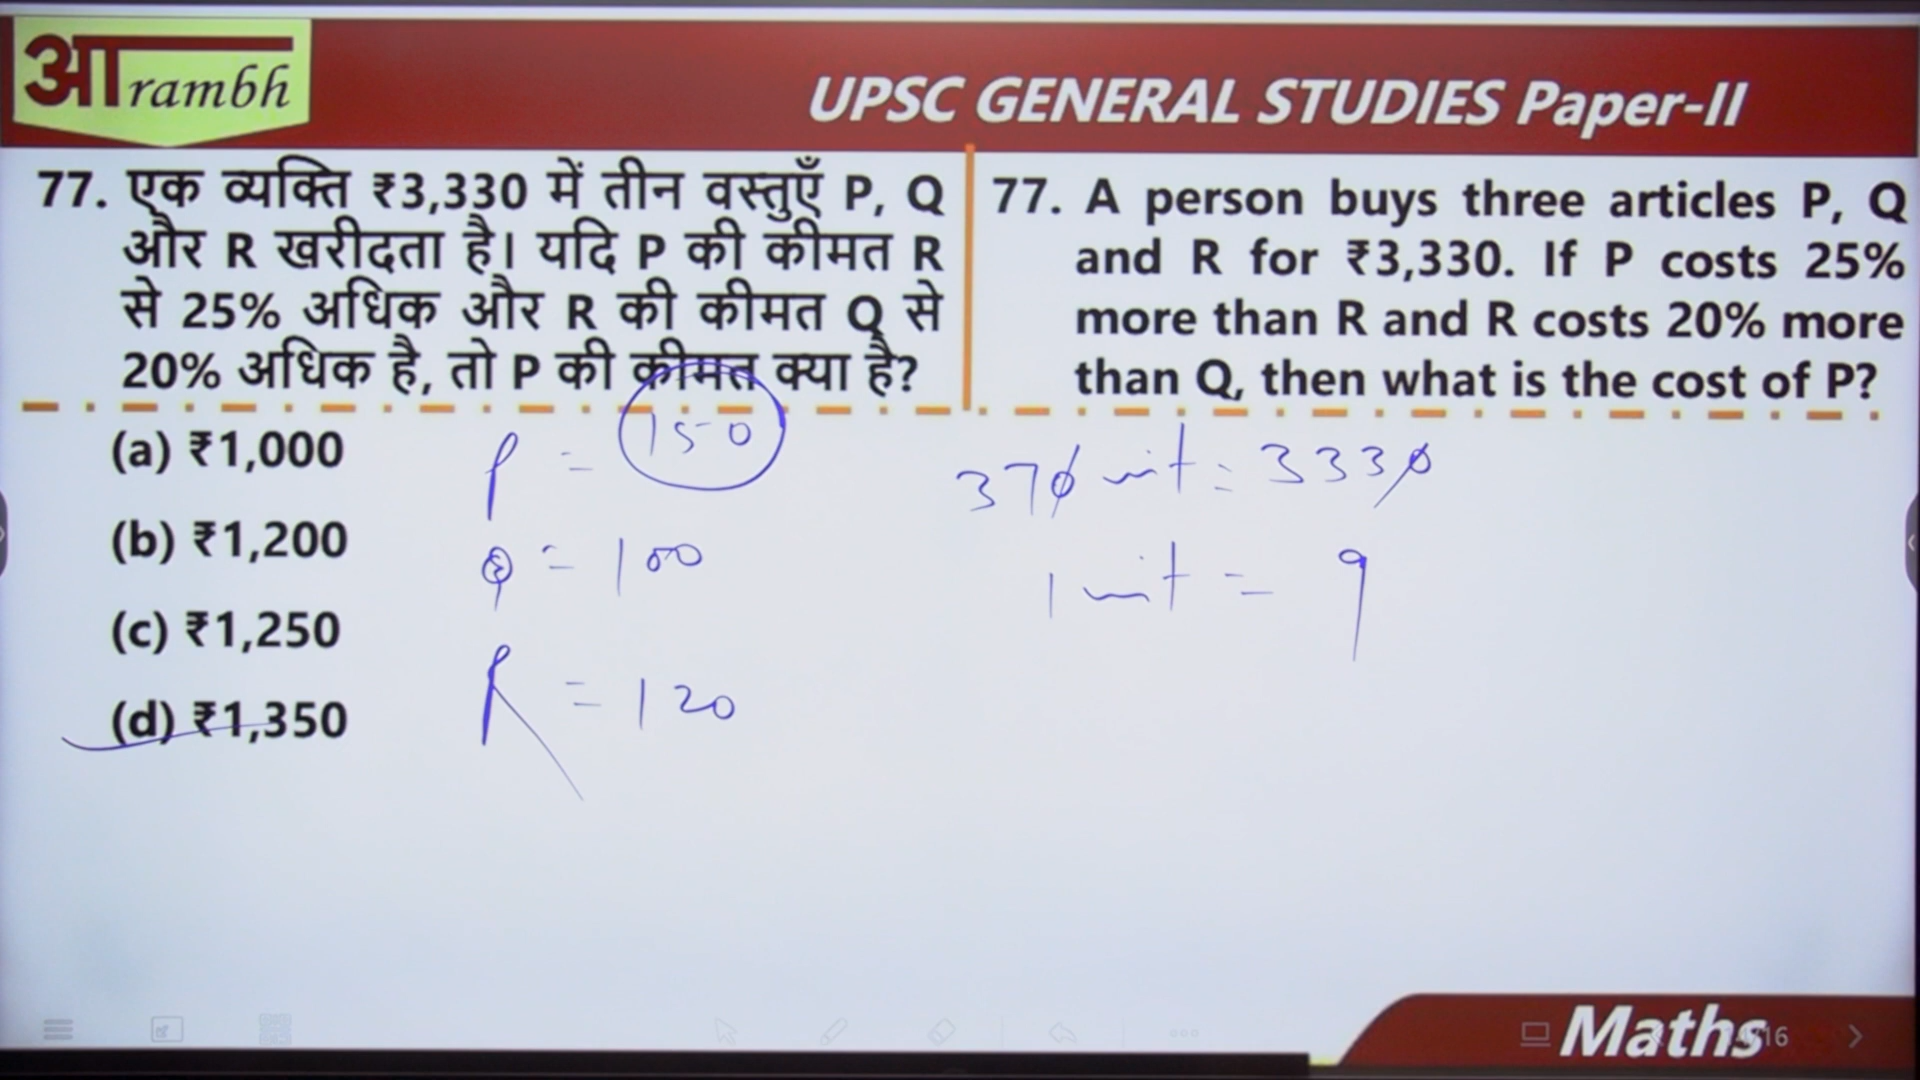 आrambh
UPSC GENERAL STUDIES Paper-II
77. एक व्यक्ति ₹3,330 में तीन वस्तुएँ P, Q
और R खरीदता है। यदि P की कीमत R
से 25% अधिक और R की कीमत Q से
20% अधिक है, तो P की कीमत क्या है?
77. A person buys three articles P, Q
and R for ₹3,330. If P costs 25%
more than R and R costs 20% more
than Q, then what is the cost of P?
(a) ₹1,000
(b) ₹1,200
(c) ₹1,250
(d) ₹1,350
P = 150
Q = 100
R = 120
370 unit = 3330
1 unit = 9
Maths